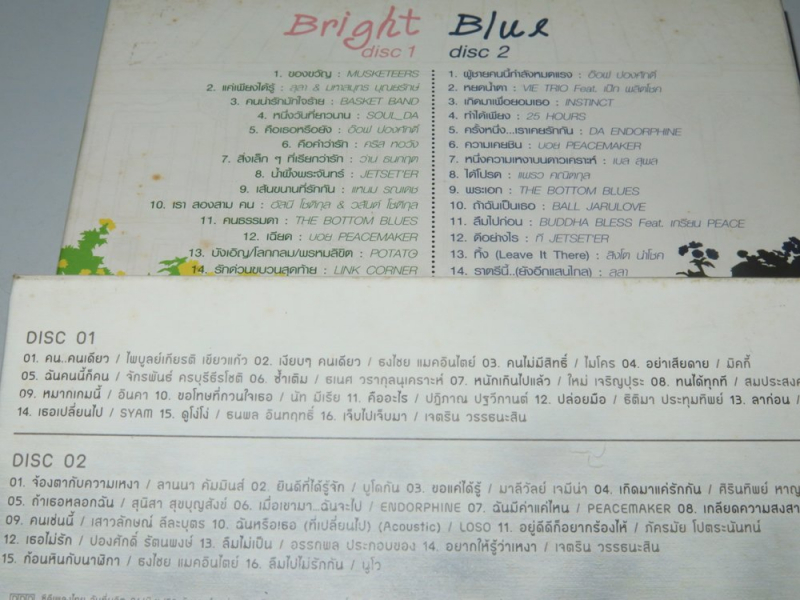 Bright Blue
disc 1 disc 2
1. ของขวัญ : MUSKETEERS
2. แค่เพียงได้รู้ : สุลา & มหาสมุทร บุณยรักษ์
3. คนน่ารักมักใจร้าย : BASKET BAND
4. หนึ่งวันที่ยาวนาน : SOUL_DA
5. คือเธอหรือยัง : อ๊อฟ ปองศักดิ์
6. คือคำว่ารัก : คริส หอวัง
7. สิ่งเล็ก ๆ ที่เรียกว่ารัก : ว่าน ธนกฤต
8. น้ำผึ้งพระจันทร์ : JETSET'ER
9. เส้นขนานที่รักกัน : แหนม รณเดช
10. เรา สองสาม คน : อัสนี โชติกุล & วสันต์ โชติกุล
11. คนธรรมดา : THE BOTTOM BLUES
12. เฉียด : บอย PEACEMAKER
13. บังเอิญ/โลกกลม/พรหมลิขิต : POTATO
14. รักด่วนขบวนสุดท้าย : LINK CORNER
1. ผู้ชายคนนี้กำลังหมดแรง : อ๊อฟ ปองศักดิ์
2. หยดน้ำตา : VIE TRIO Feat. เป๊ก ผลิตโชค
3. เกิดมาเพื่อยอมเธอ : INSTINCT
4. ทำได้เพียง : 25 HOURS
5. ครั้งหนึ่ง...เราเคยรักกัน : DA ENDORPHINE
6. ความเคยชิน : บอย PEACEMAKER
7. หนึ่งความเหงาบนดาวเคราะห์ : เบล สุพล
8. ได้โปรด : แพรว คณิตกุล
9. พระเอก : THE BOTTOM BLUES
10. ถ้าฉันเป็นเธอ : BALL JARULOVE
11. ลืมไปก่อน : BUDDHA BLESS Feat. เกรียน PEACE
12. ดีอย่างไร : ที JETSET'ER
13. ทิ้ง (Leave It There) : สิงโต นำโชค
14. ราตรีนี้..(ยังอีกแสนไกล) : ลุลา
DISC 01
01. คน..คนเดียว / ไพบูลย์เกียรติ เขียวแก้ว 02. เงียบๆ คนเดียว / ธงไชย แมคอินไตย์ 03. คนไม่มีสิทธิ์ / ไมโคร 04. อย่าเสียดาย / มิคกี้
05. ฉันคนนี้ก็คน / จักรพันธ์ ครบุรีธีรโชติ 06. ซ้ำเติม / ธเนศ วรากุลนุเคราะห์ 07. หนักเกินไปแล้ว / ใหม่ เจริญปุระ 08. ทนได้ทุกที / สมประสงค์
09. หมากเกมนี้ / อินคา 10. ขอโทษที่กวนใจเธอ / นัท มีเรีย 11. คืออะไร / ปฏิภาณ ปฐวีกานต์ 12. ปล่อยมือ / ธิติมา ประทุมทิพย์ 13. ลาก่อน /
14. เธอเปลี่ยนไป / SYAM 15. ดูโง่โง่ / ธนพล อินทฤทธิ์ 16. เจ็บไปเจ็บมา / เจตริน วรรธนะสิน
DISC 02
01. จ้องตากับความเหงา / ลานนา คัมมินส์ 02. ยินดีที่ได้รู้จัก / บูโดกัน 03. ขอแค่ได้รู้ / มาลีวัลย์ เจมีน่า 04. เกิดมาแค่รักกัน / ศิรินทิพย์ หาญ
05. ถ้าเธอหลอกฉัน / สุนิสา สุขบุญสังข์ 06. เมื่อเขามา...ฉันจะไป / ENDORPHINE 07. ฉันมีค่าแค่ไหน / PEACEMAKER 08. เกลียดความสงสาร
09. คนเช่นนี้ / เสาวลักษณ์ ลีละบุตร 10. ฉันหรือเธอ (ที่เปลี่ยนไป) (Acoustic) / LOSO 11. อยู่ดีดีก็อยากร้องไห้ / ภัครมัย โปตระนันทน์
12. เธอไม่รัก / ปองศักดิ์ รัตนพงษ์ 13. ลืมไม่เป็น / อรรถพล ประกอบของ 14. อยากให้รู้ว่าเหงา / เจตริน วรรธนะสิน
15. ก้อนหินกับนาฬิกา / ธงไชย แมคอินไตย์ 16. ลืมไปไม่รักกัน / นูโว